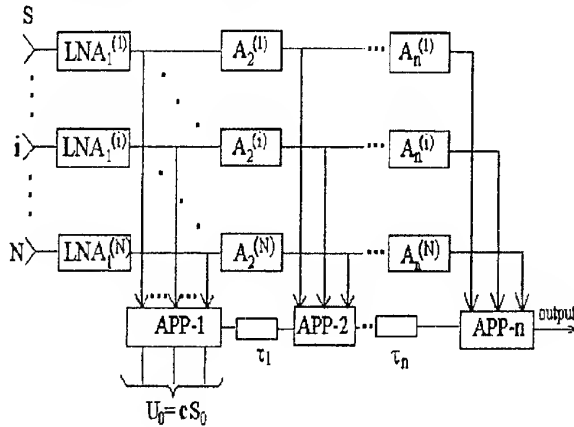 S
LNA₁⁽¹⁾ A₂⁽¹⁾ ... Aₙ⁽¹⁾
i LNA₁⁽ⁱ⁾ A₂⁽ⁱ⁾ ... Aₙ⁽ⁱ⁾
N LNA₁⁽ᴺ⁾ A₂⁽ᴺ⁾ ... Aₙ⁽ᴺ⁾
APP-1 APP-2 ... APP-n output
τ₁ τₙ
U₀=cS₀